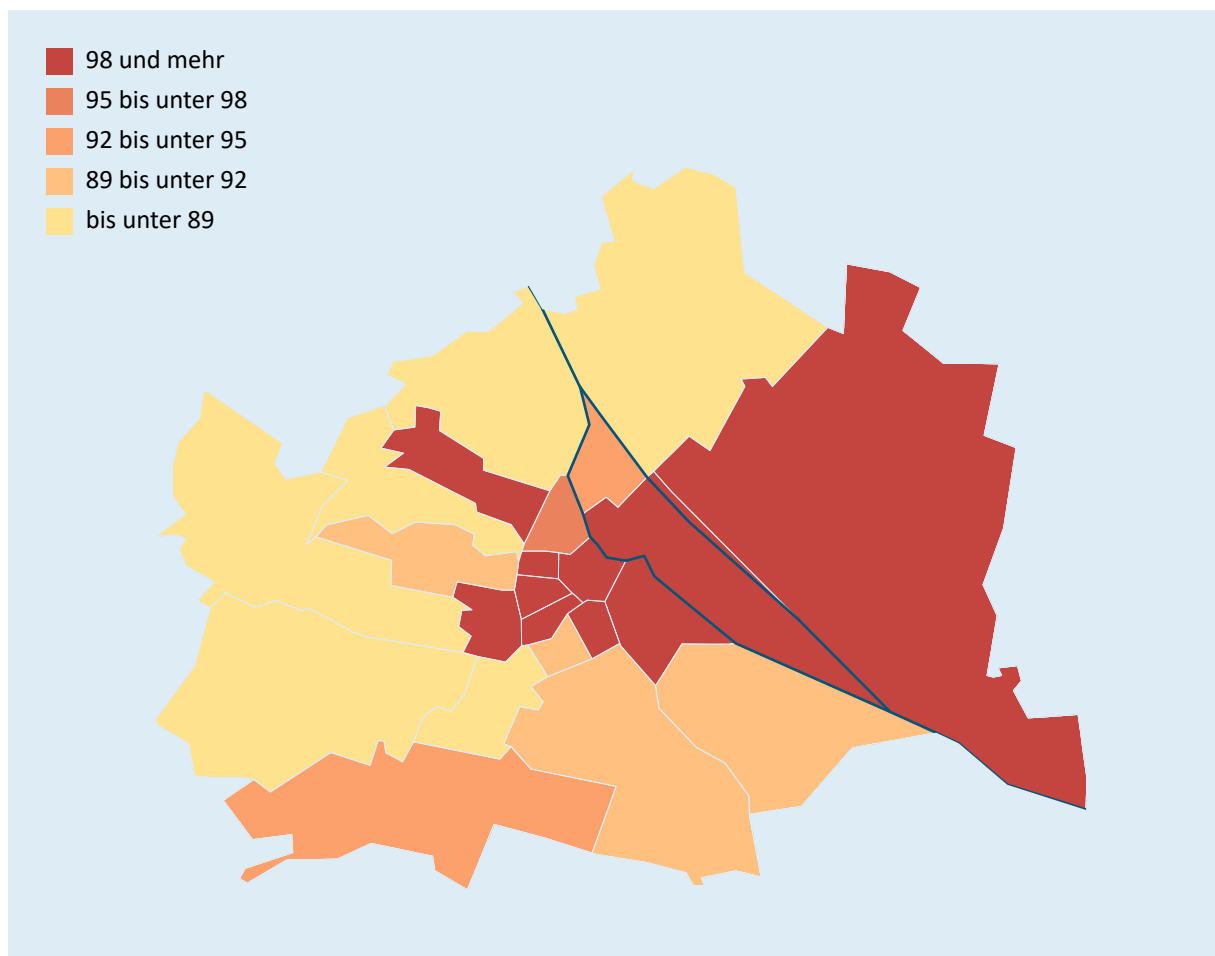 98 und mehr
95 bis unter 98
92 bis unter 95
89 bis unter 92
bis unter 89